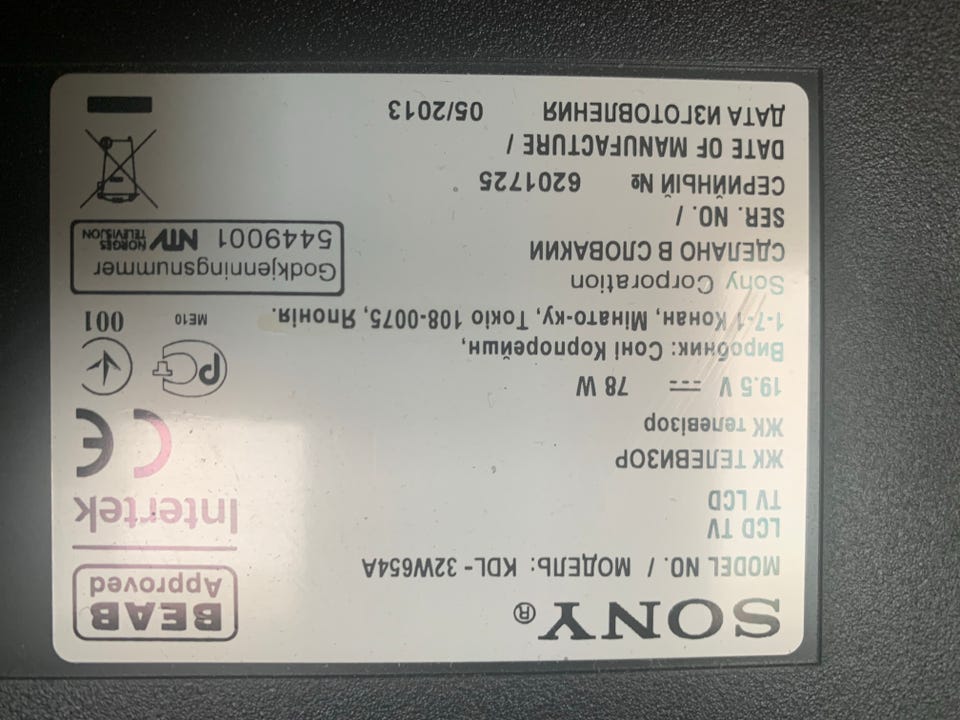 SONY®
MODEL NO. / МОДЕЛЬ: KDL- 32W654A
LCD TV
TV LCD
ЖК ТЕЛЕВИЗОР
ЖК телевізор
19.5 V ⎓ 78 W
Виробник: Соні Корпорейшн,
1-7-1 Конан, Мінато-ку, Токіо 108-0075, Японія.
Sony Corporation
СДЕЛАНО В СЛОВАКИИ
SER. NO. /
СЕРИЙНЫЙ № 6201725
DATE OF MANUFACTURE /
ДАТА ИЗГОТОВЛЕНИЯ 05/2013
BEAB
Approved
Intertek
CE
РСТ
ME10
001
Godkjenningsnummer
5449001 NTV NORGES TELEVISJON